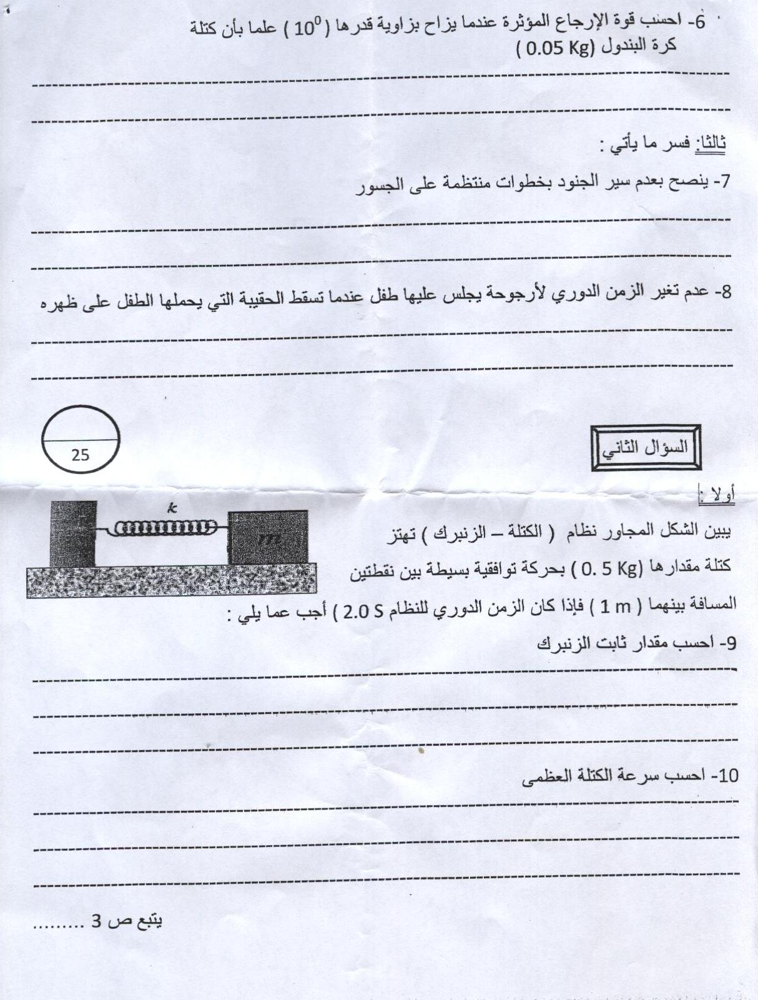 6- احسب قوة الإرجاع المؤثرة عندما يزاح بزاوية قدرها ( 10⁰ ) علما بأن كتلة
كرة البندول (0.05 Kg )
ثالثا: فسر ما يأتي :
7- ينصح بعدم سير الجنود بخطوات منتظمة على الجسور
8- عدم تغير الزمن الدوري لأرجوحة يجلس عليها طفل عندما تسقط الحقيبة التي يحملها الطفل على ظهره
25
السؤال الثاني
أولا :
k
m
يبين الشكل المجاور نظام ( الكتلة – الزنبرك ) تهتز
كتلة مقدارها (0. 5 Kg ) بحركة توافقية بسيطة بين نقطتين
المسافة بينهما ( 1 m ) فإذا كان الزمن الدوري للنظام 2.0 S ) أجب عما يلي :
9- احسب مقدار ثابت الزنبرك
10- احسب سرعة الكتلة العظمى
يتبع ص 3 .........